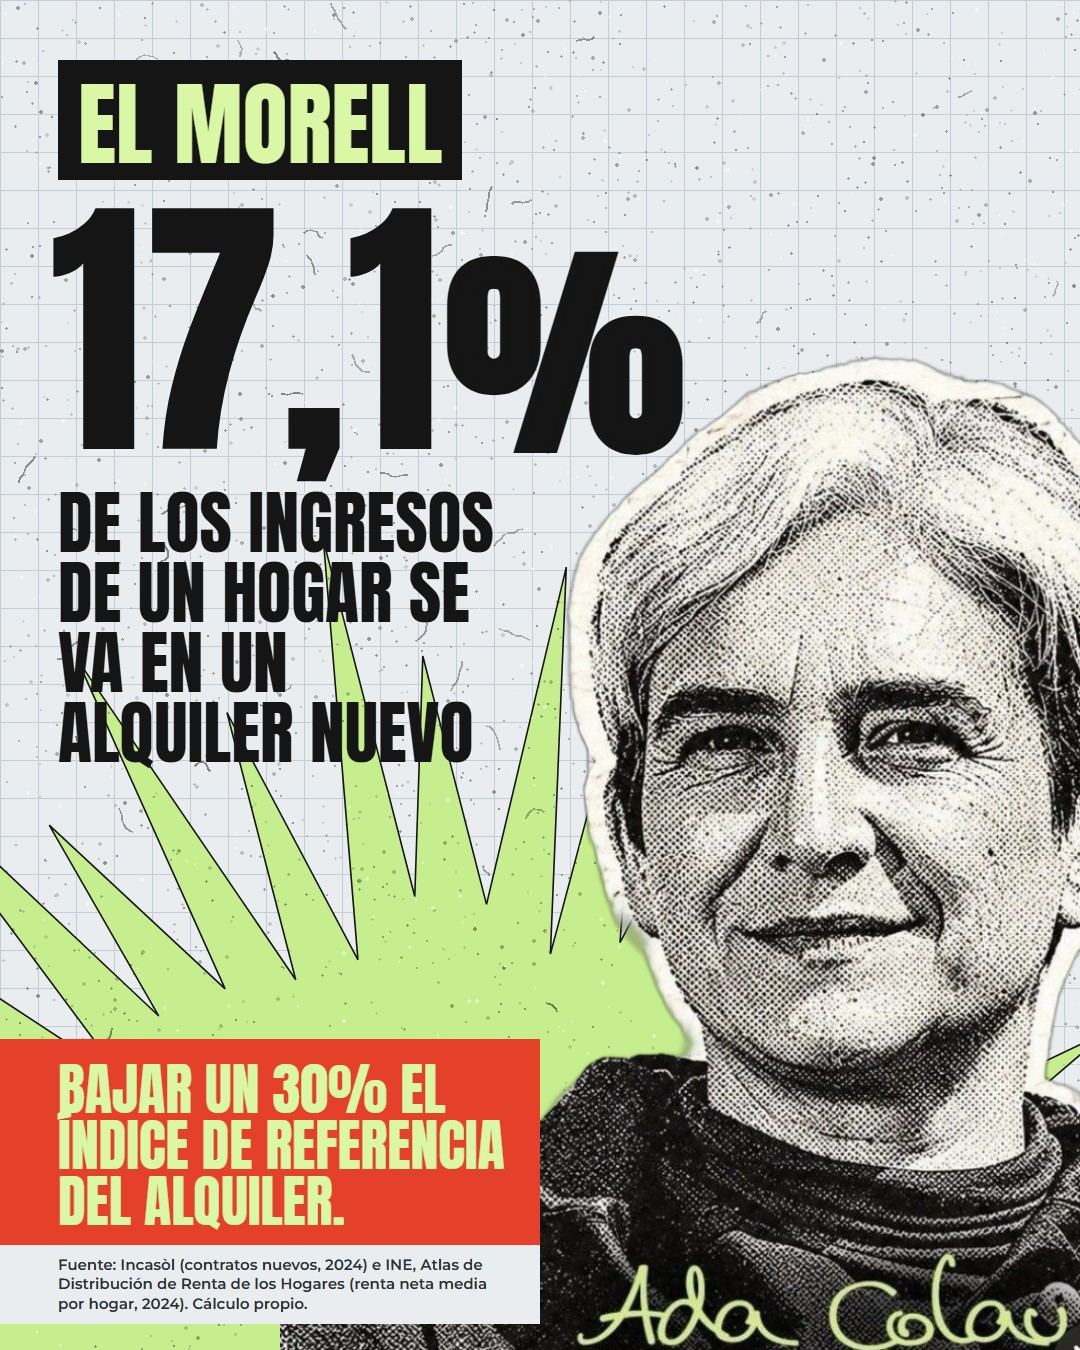 EL MORELL
17,1%
DE LOS INGRESOS
DE UN HOGAR SE
VA EN UN
ALQUILER NUEVO
BAJAR UN 30% EL
ÍNDICE DE REFERENCIA
DEL ALQUILER.
Fuente: Incasòl (contratos nuevos, 2024) e INE, Atlas de
Distribución de Renta de los Hogares (renta neta media
por hogar, 2024). Cálculo propio.
Ada Colau